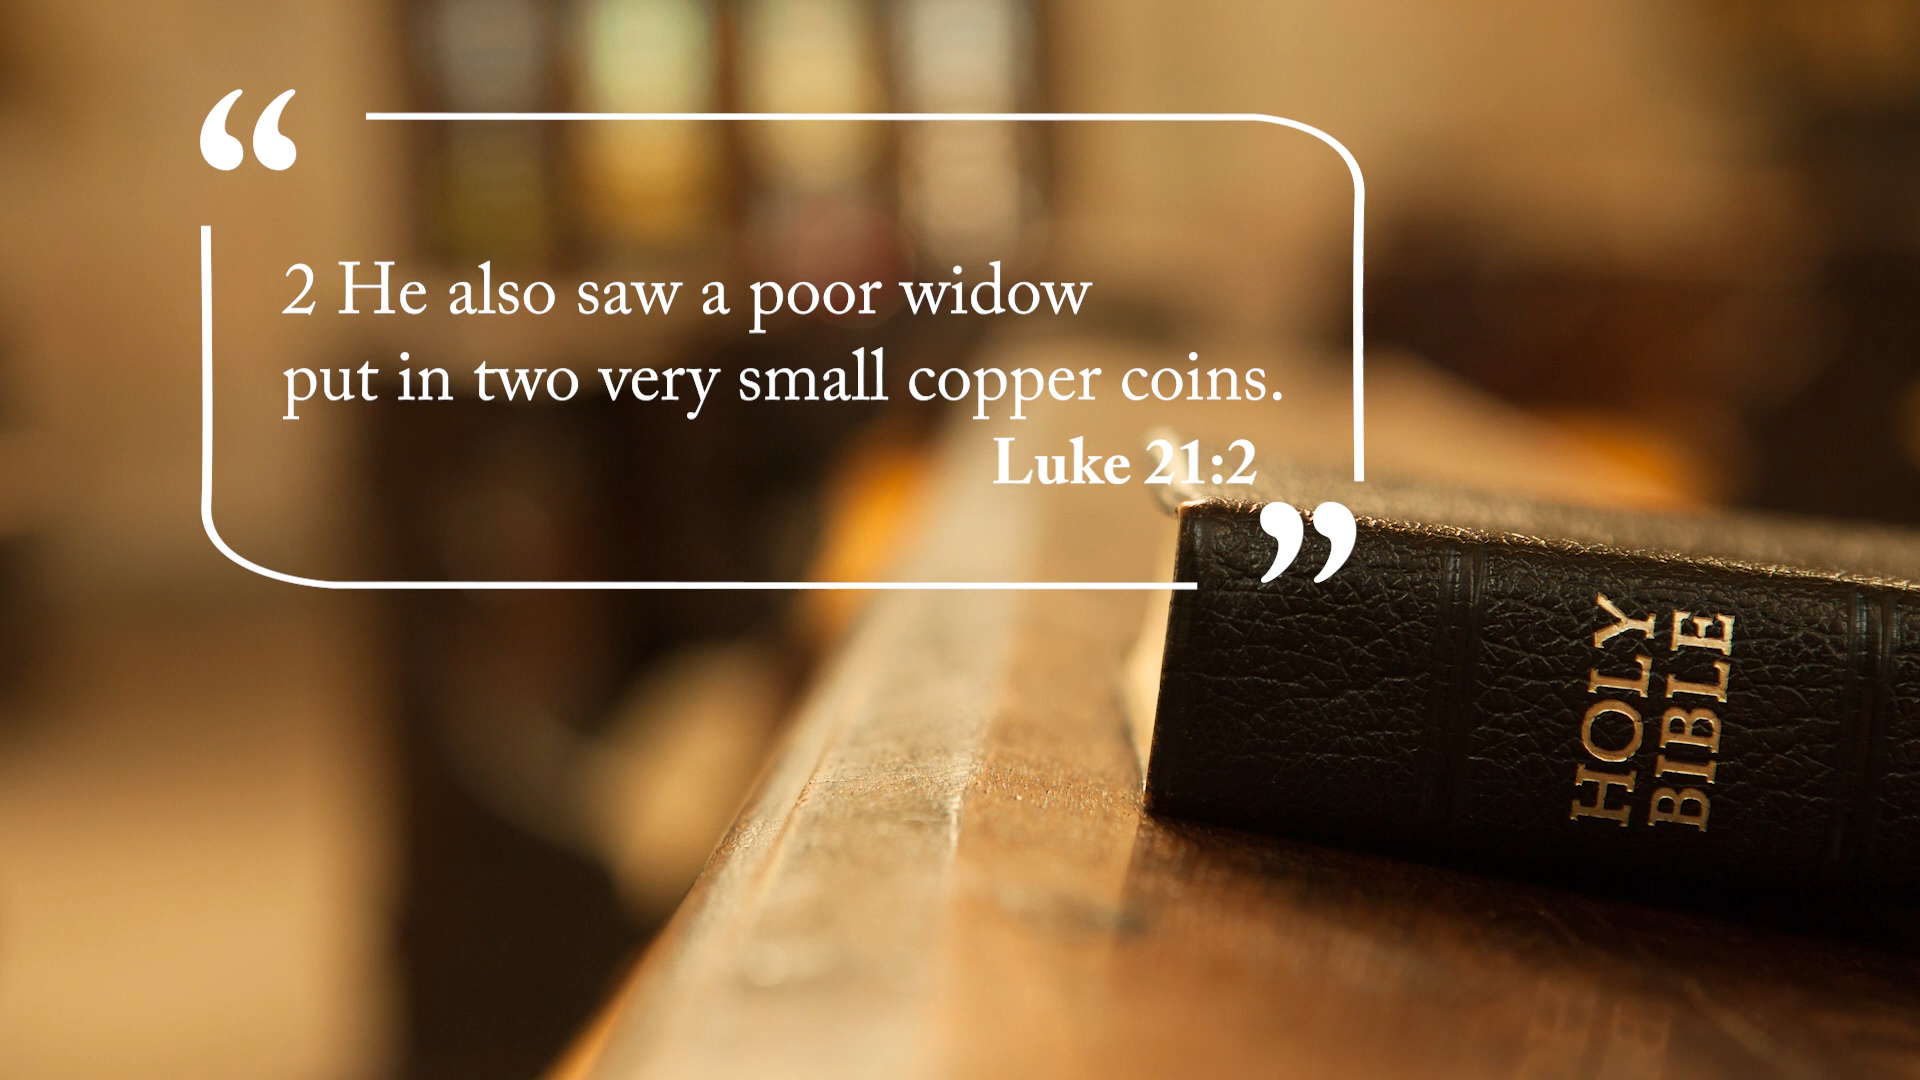 “
2 He also saw a poor widow
put in two very small copper coins.
Luke 21:2
”
HOLY
BIBLE